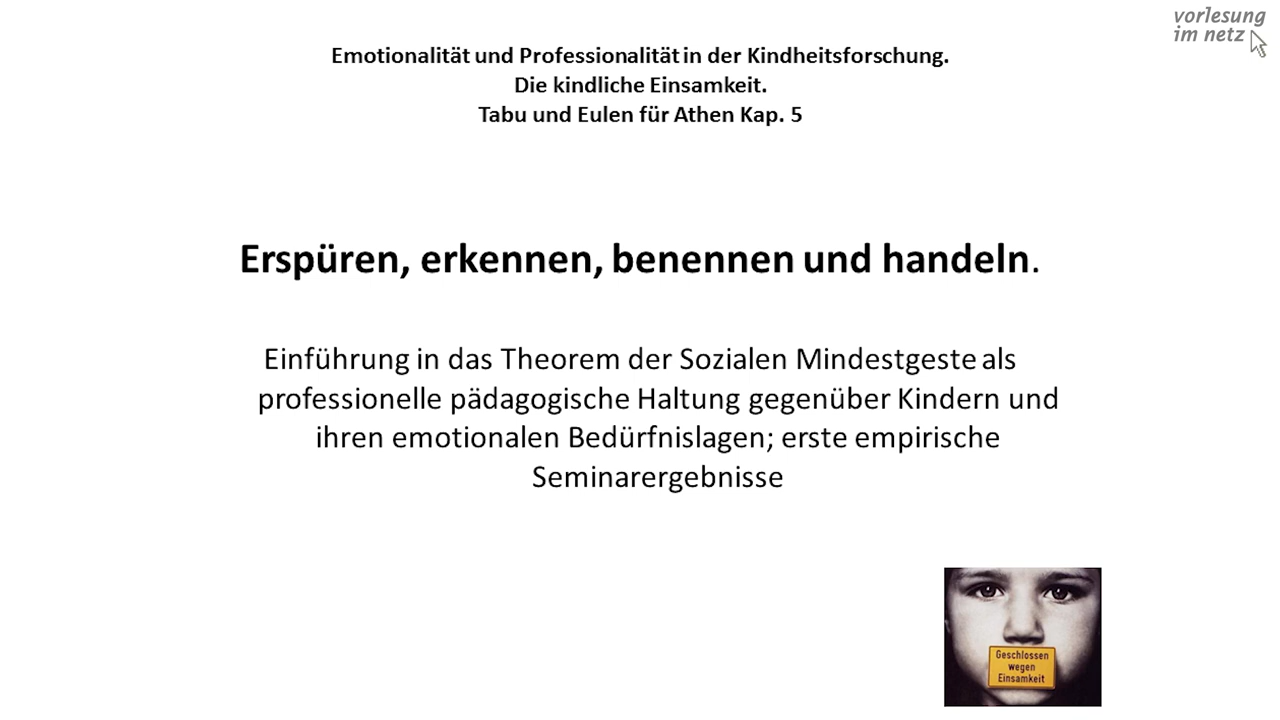 vorlesung
im netz
Emotionalität und Professionalität in der Kindheitsforschung.
Die kindliche Einsamkeit.
Tabu und Eulen für Athen Kap. 5
Erspüren, erkennen, benennen und handeln.
Einführung in das Theorem der Sozialen Mindestgeste als
professionelle pädagogische Haltung gegenüber Kindern und
ihren emotionalen Bedürfnislagen; erste empirische
Seminarergebnisse
Geschlossen
wegen
Einsamkeit